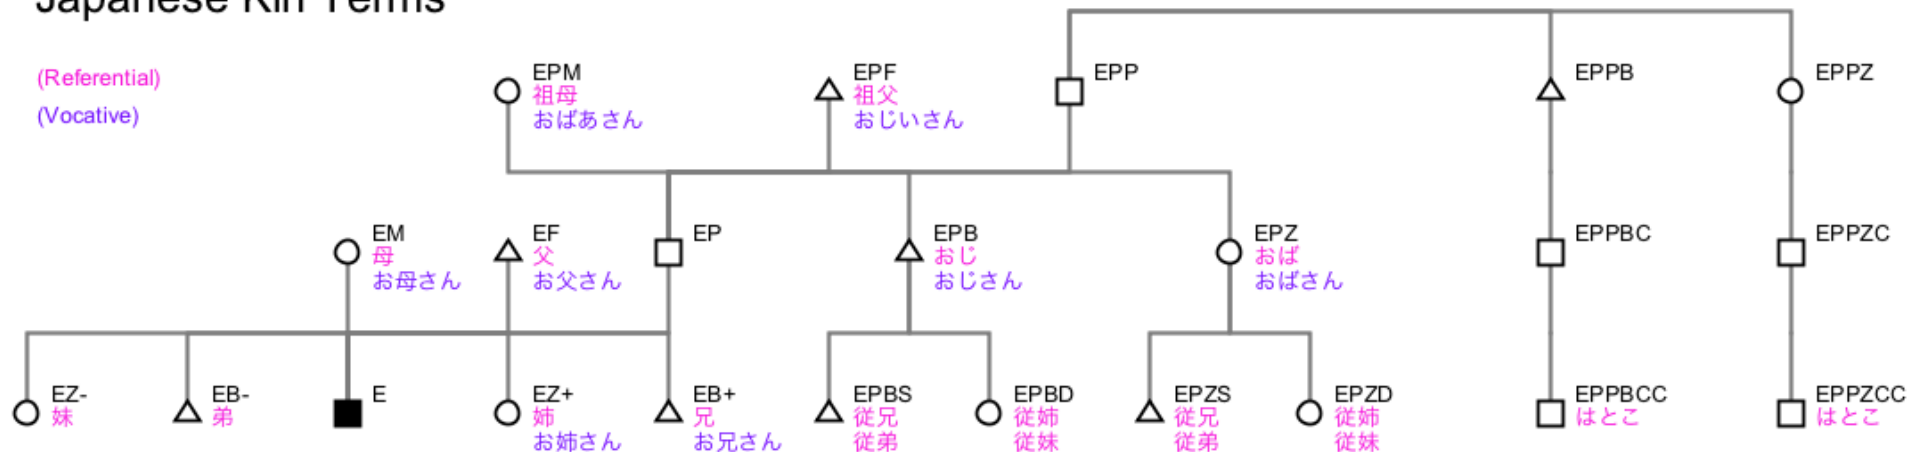 Japanese Kin Terms
(Referential)
(Vocative)
EPM
祖母
おばあさん
EPF
祖父
おじいさん
EPP
EPPB
EPPZ
EM
母
お母さん
EF
父
お父さん
EP
EPB
おじ
おじさん
EPZ
おば
おばさん
EPPBC
EPPZC
EZ-
妹
EB-
弟
E
EZ+
姉
お姉さん
EB+
兄
お兄さん
EPBS
従兄
従弟
EPBD
従姉
従妹
EPZS
従兄
従弟
EPZD
従姉
従妹
EPPBCC
はとこ
EPPZCC
はとこ